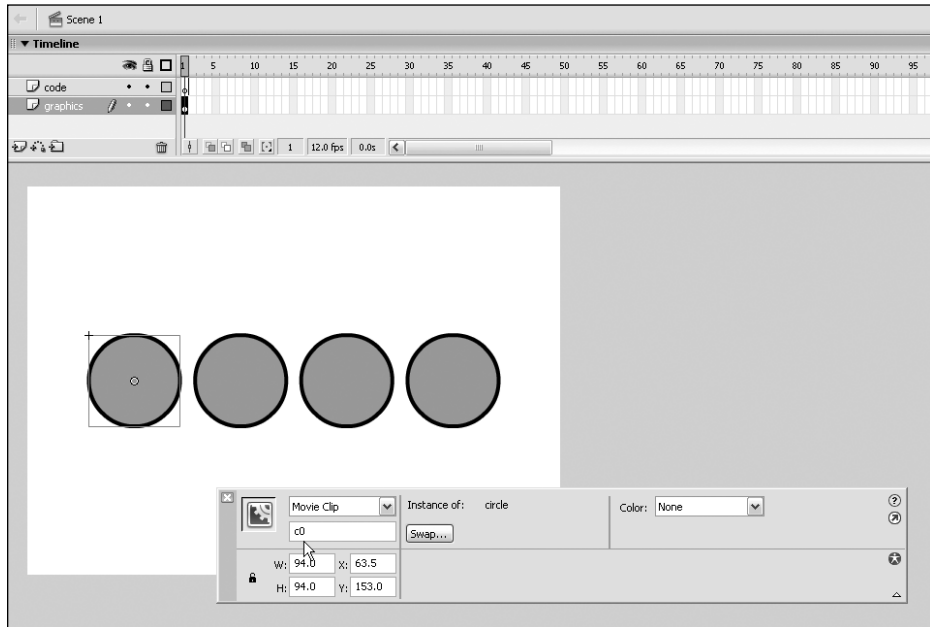 Scene 1
Timeline
1 5 10 15 20 25 30 35 40 45 50 55 60 65 70 75 80 85 90 95
code
graphics
1 12.0 fps 0.0s
Movie Clip Instance of: circle Color: None
c0 Swap...
W: 94.0 X: 63.5
H: 94.0 Y: 153.0